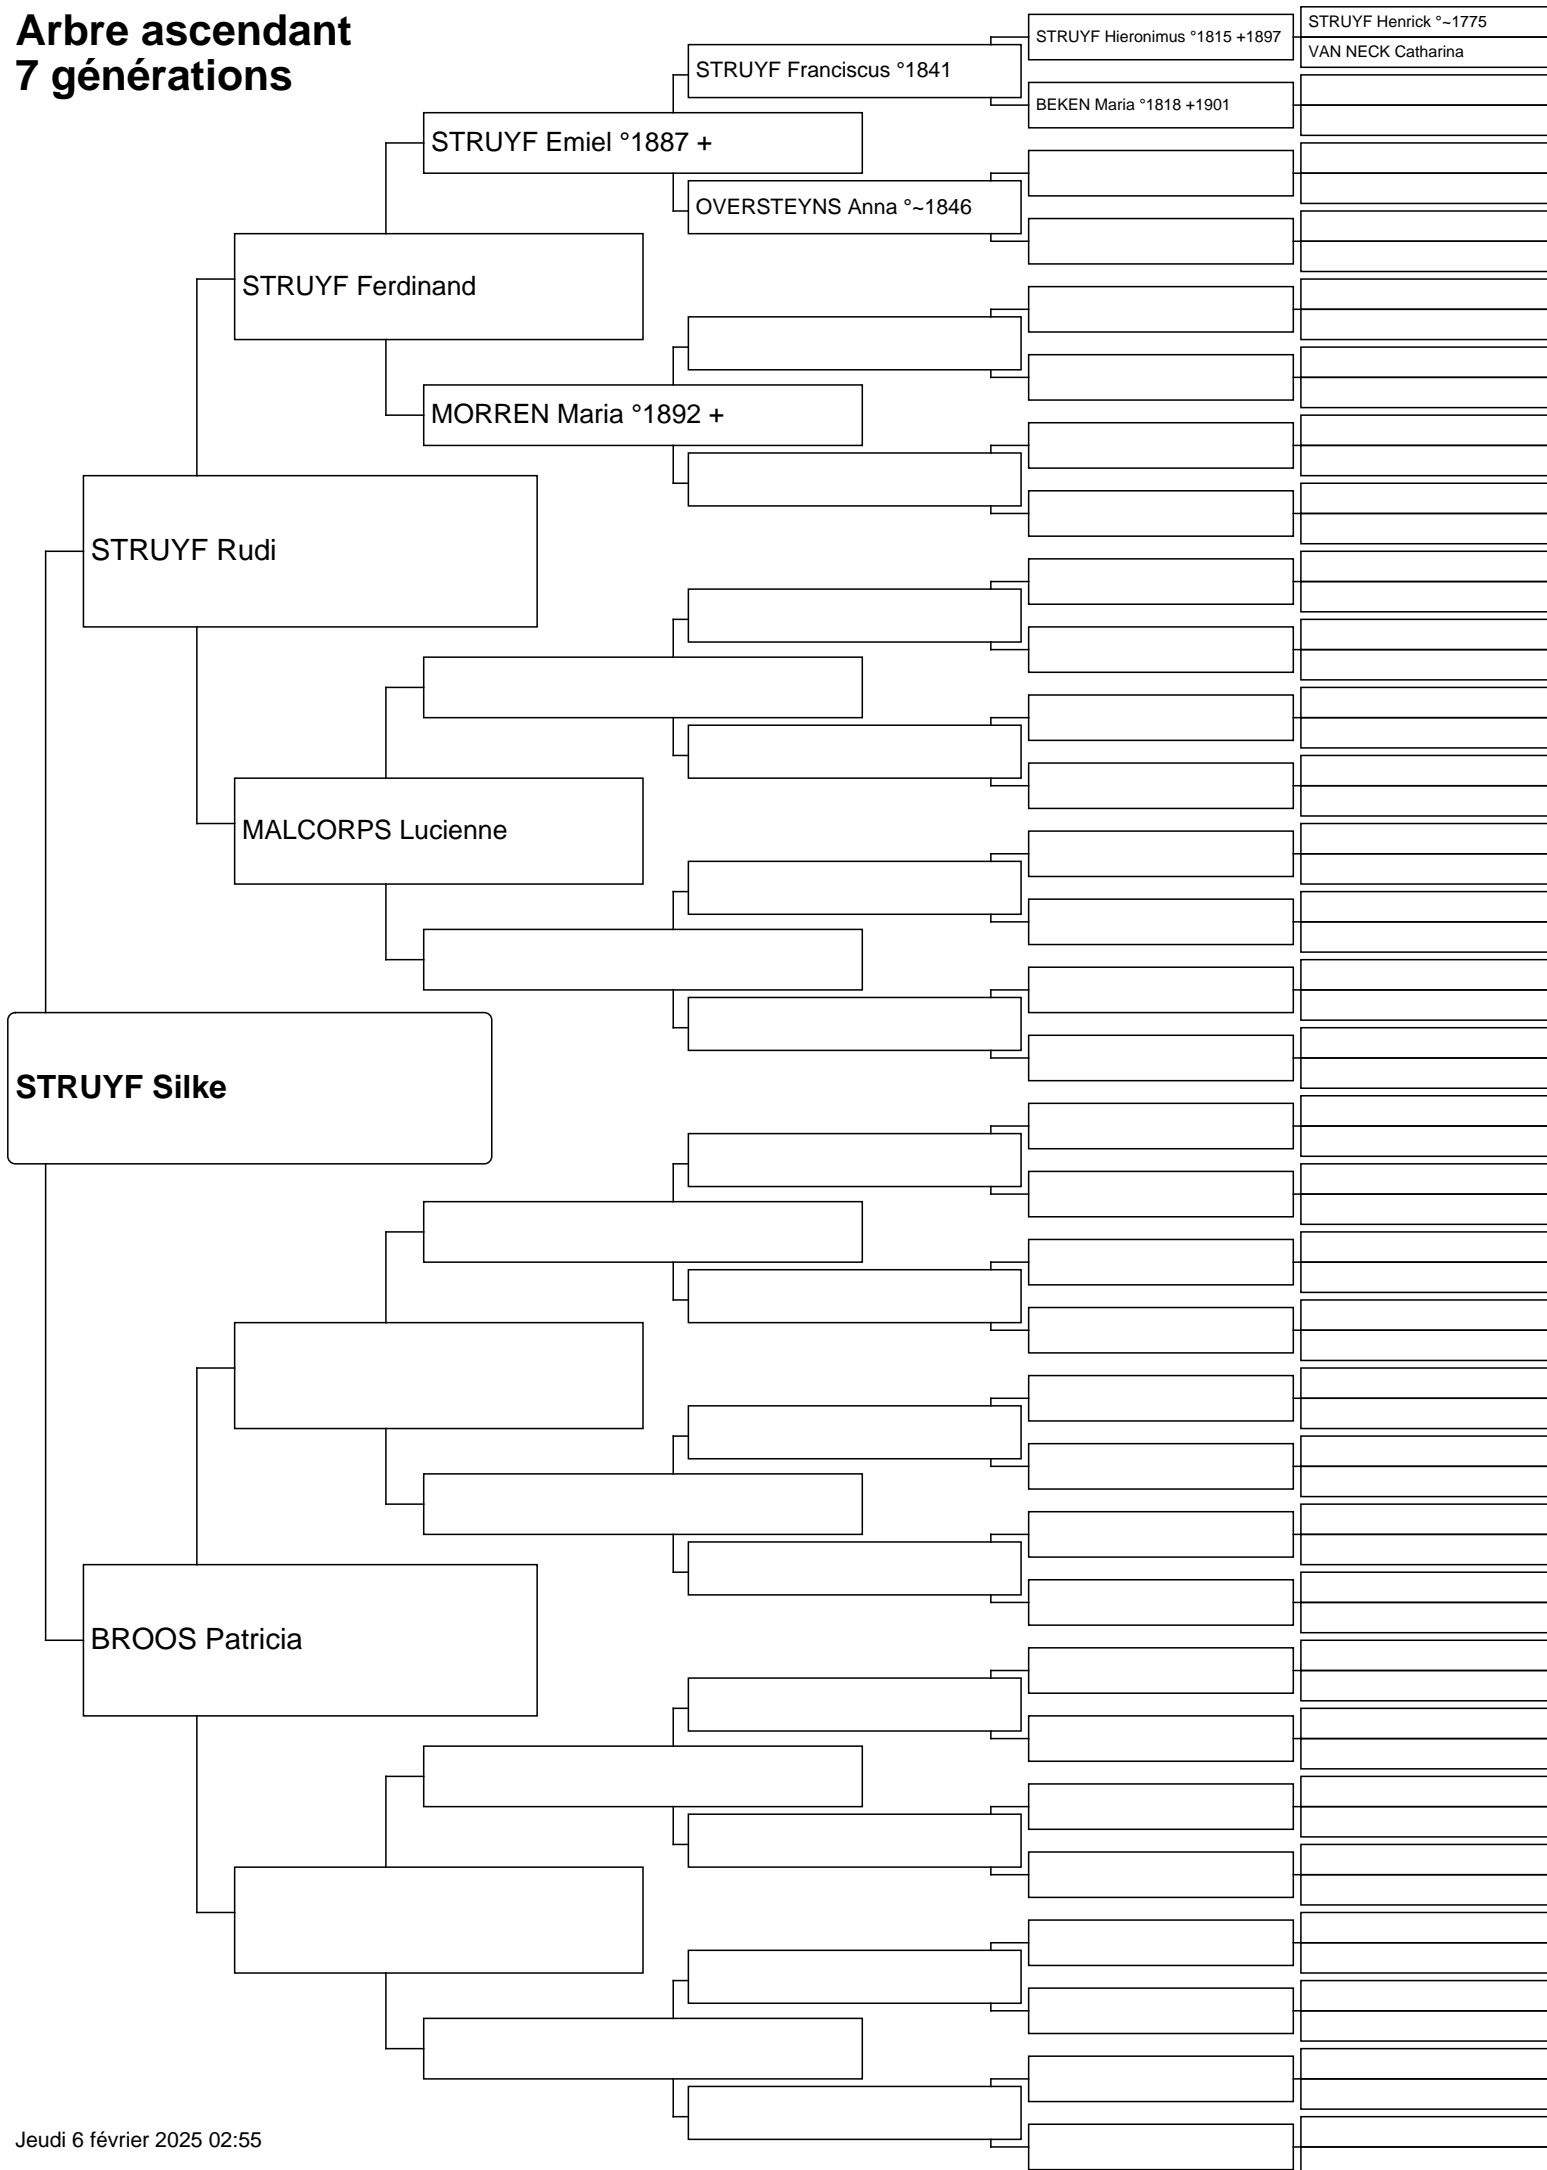 Arbre ascendant
7 générations
STRUYF Silke
STRUYF Rudi
BROOS Patricia
STRUYF Ferdinand
MALCORPS Lucienne
STRUYF Emiel °1887 +
MORREN Maria °1892 +
STRUYF Franciscus °1841
OVERSTEYNS Anna °~1846
STRUYF Hieronimus °1815 +1897
BEKEN Maria °1818 +1901
STRUYF Henrick °~1775
VAN NECK Catharina
Jeudi 6 février 2025 02:55